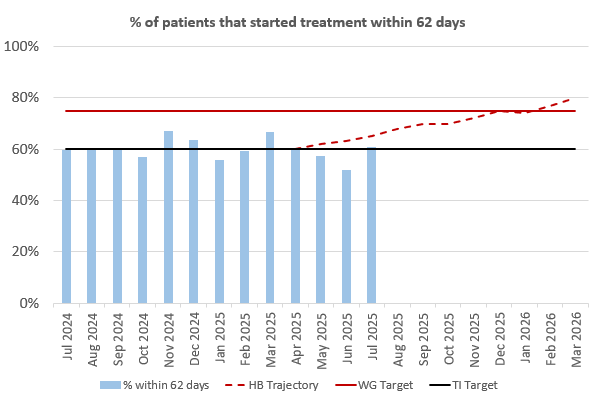 % of patients that started treatment within 62 days
100%
80%
60%
40%
20%
0%
Jul 2024
Aug 2024
Sep 2024
Oct 2024
Nov 2024
Dec 2024
Jan 2025
Feb 2025
Mar 2025
Apr 2025
May 2025
Jun 2025
Jul 2025
Aug 2025
Sep 2025
Oct 2025
Nov 2025
Dec 2025
Jan 2026
Feb 2026
Mar 2026
% within 62 days HB Trajectory WG Target TI Target